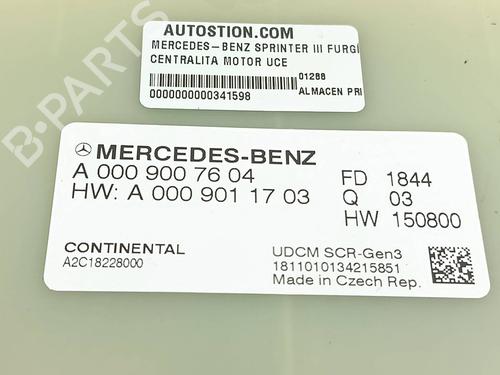 AUTOSTION.COM
MERCEDES-BENZ SPRINTER III FURG
CENTRALITA MOTOR UCE
01288
0000000000341598 ALMACEN PRI
B-PARTS
MERCEDES-BENZ
A 000 900 76 04 FD 1844
HW: A 000 901 17 03 Q 03
HW 150800
CONTINENTAL UDCM SCR-Gen3
A2C18228000 1811010134215851
Made in Czech Rep.